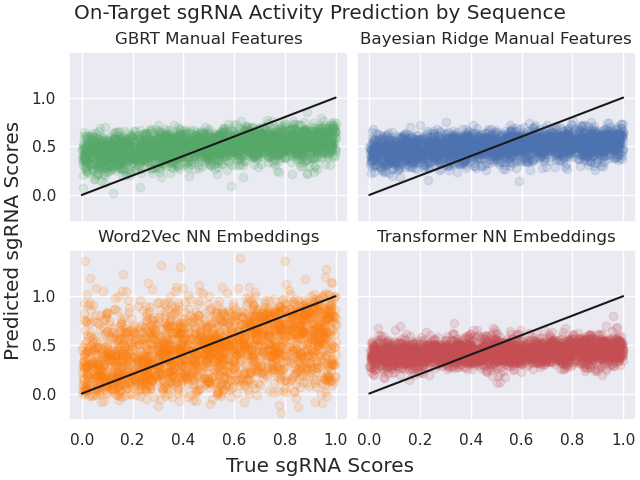 On-Target sgRNA Activity Prediction by Sequence
GBRT Manual Features
Bayesian Ridge Manual Features
1.0
0.5
0.0
Predicted sgRNA Scores
Word2Vec NN Embeddings
Transformer NN Embeddings
1.0
0.5
0.0
0.0 0.2 0.4 0.6 0.8 1.0
0.0 0.2 0.4 0.6 0.8 1.0
True sgRNA Scores